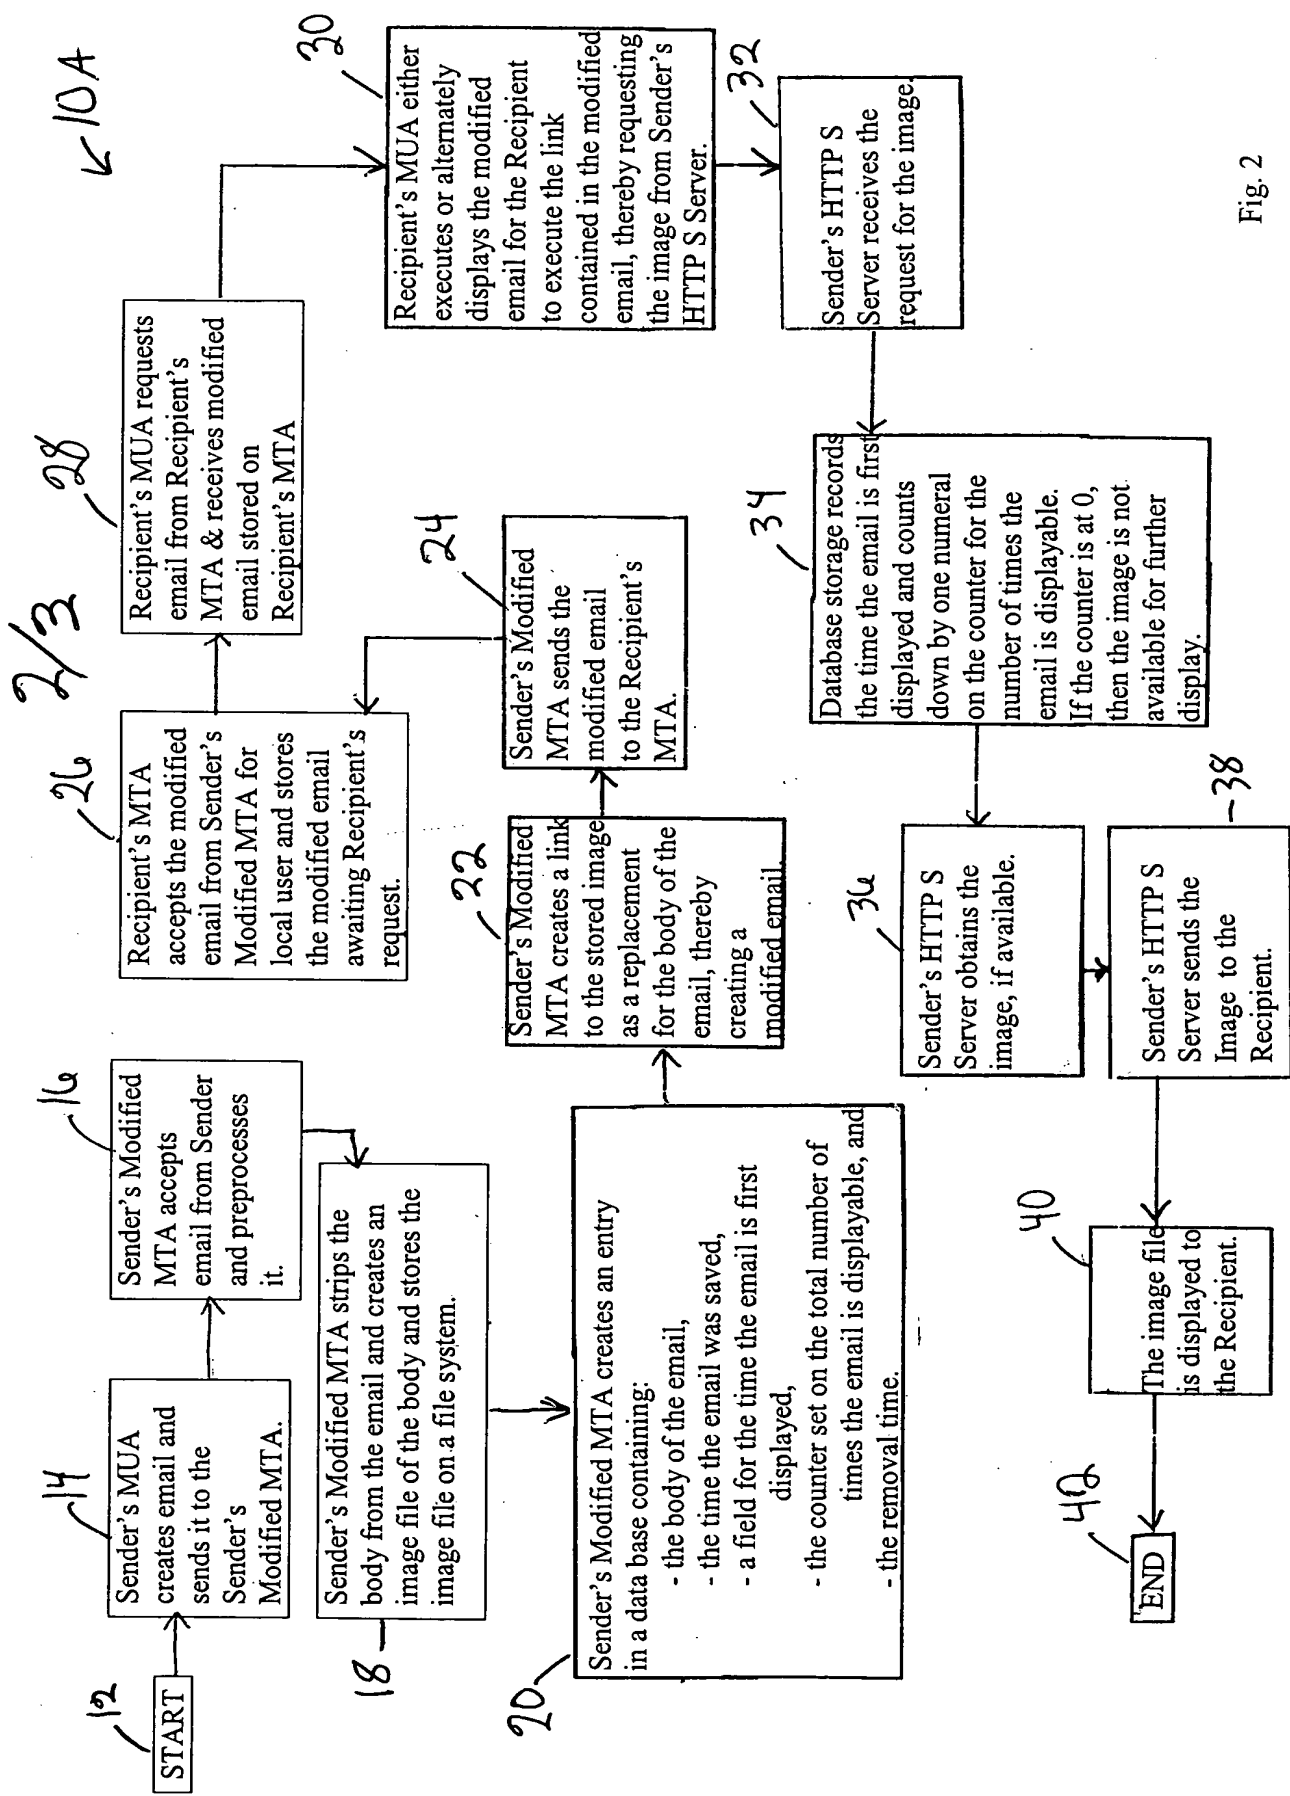 2/3
10A
12
START
14
Sender's MUA
creates email and
sends it to the
Sender's
Modified MTA.
16
Sender's Modified
MTA accepts
email from Sender
and preprocesses
it.
18
Sender's Modified MTA strips the
body from the email and creates an
image file of the body and stores the
image file on a file system.
20
Sender's Modified MTA creates an entry
in a data base containing:
- the body of the email,
- the time the email was saved,
- a field for the time the email is first
displayed,
- the counter set on the total number of
times the email is displayable, and
- the removal time.
22
Sender's Modified
MTA creates a link
to the stored image
as a replacement
for the body of the
email, thereby
creating a
modified email.
24
Sender's Modified
MTA sends the
modified email
to the Recipient's
MTA.
26
Recipient's MTA
accepts the modified
email from Sender's
Modified MTA for
local user and stores
the modified email
awaiting Recipient's
request.
28
Recipient's MUA requests
email from Recipient's
MTA & receives modified
email stored on
Recipient's MTA
30
Recipient's MUA either
executes or alternately
displays the modified
email for the Recipient
to execute the link
contained in the modified
email, thereby requesting
the image from Sender's
HTTP S Server.
32
Sender's HTTP S
Server receives the
request for the image.
34
Database storage records
the time the email is first
displayed and counts
down by one numeral
on the counter for the
number of times the
email is displayable.
If the counter is at 0,
then the image is not
available for further
display.
36
Sender's HTTP S
Server obtains the
image, if available.
38
Sender's HTTP S
Server sends the
Image to the
Recipient.
40
The image file
is displayed to
the Recipient.
42
END
Fig. 2